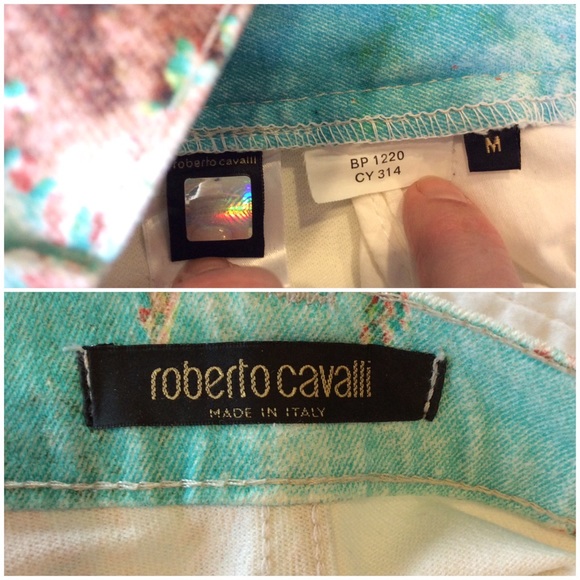 roberto cavalli
BP 1220
CY 314
M
roberto cavalli
MADE IN ITALY